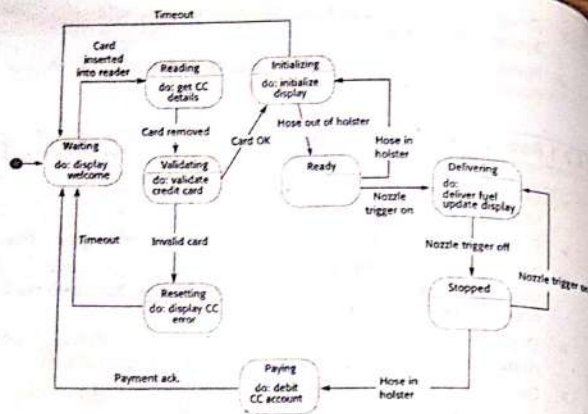 Timeout
Card
inserted
into reader
Reading
do: get CC
details
Initializing
do: initialize
display
Card removed
Card OK
Hose out of holster
Hose in
holster
Waiting
do: display
welcome
Validating
do: validate
credit card
Ready
Delivering
do:
deliver fuel
update display
Nozzle
trigger on
Timeout
Invalid card
Nozzle trigger off
Nozzle trigger
Resetting
do: display CC
error
Stopped
Paying
do: debit
CC account
Payment ack.
Hose in
holster